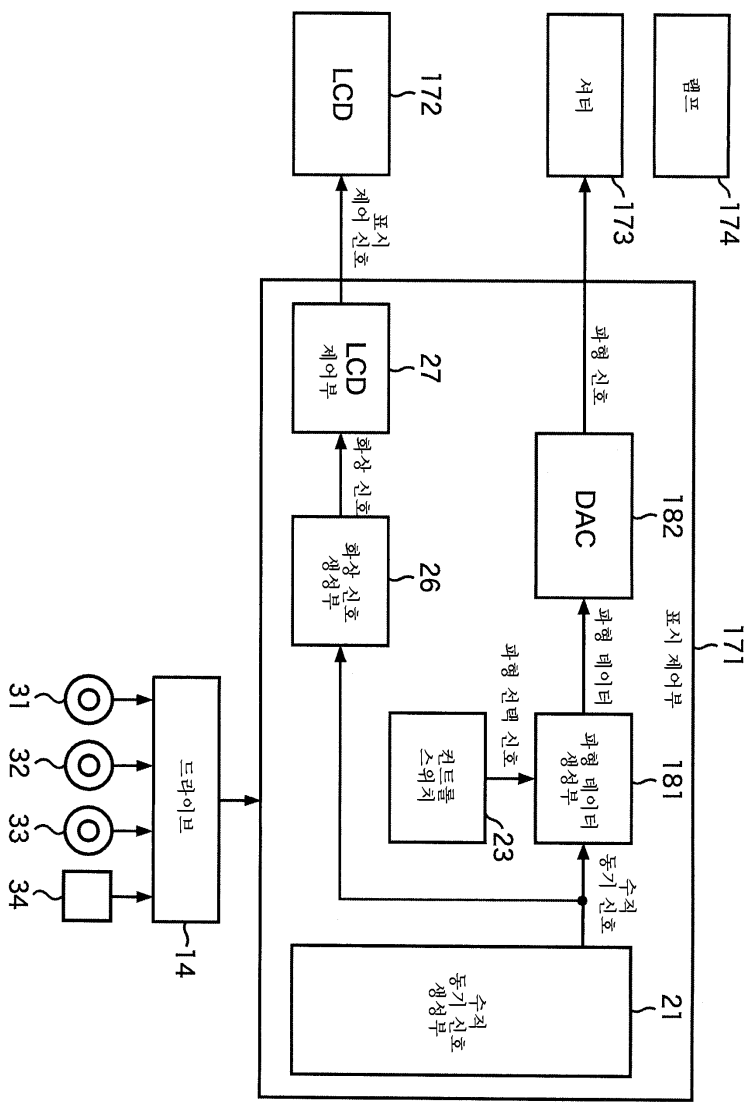 171
174
램프
표시 제어부
173
182
181
21
셔터
파형 신호
DAC
파형 데이터
파형 데이터
생성부
수직
동기 신호
파형 선택 신호
23
컨트롤
스위치
수직
동기 신호
생성부
172
27
26
LCD
표시
제어 신호
LCD
제어부
화상 신호
화상 신호
생성부
드라이브
14
31
32
33
34